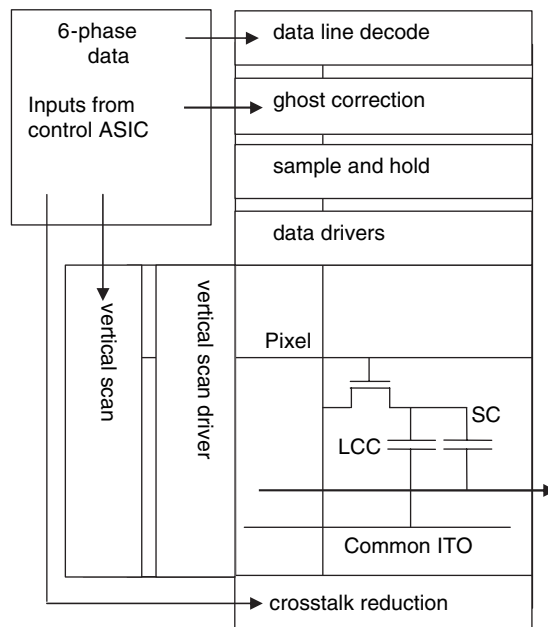 6-phase
data
Inputs from
control ASIC
data line decode
ghost correction
sample and hold
data drivers
vertical scan
vertical scan driver
Pixel
SC
LCC
Common ITO
crosstalk reduction